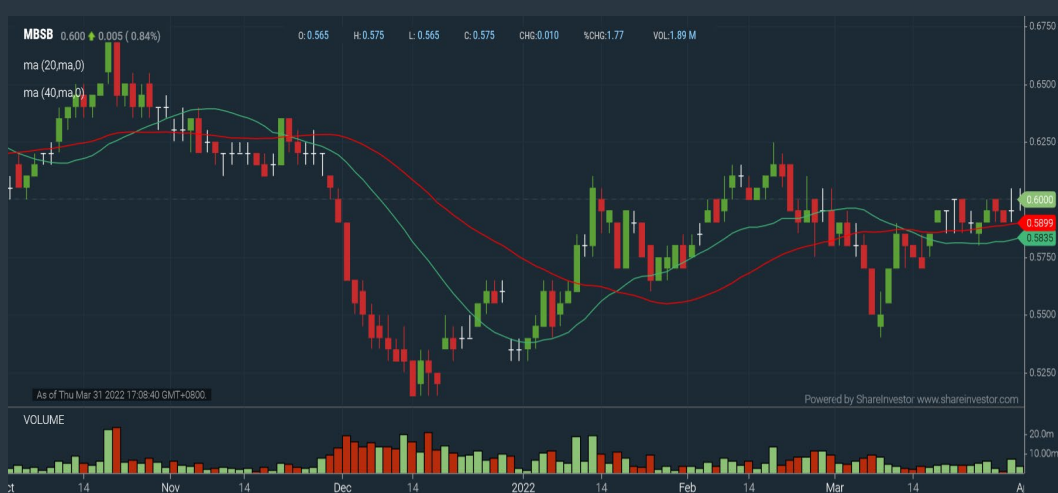 MBSB 0.600 0.005 ( 0.84%) O: 0.565 H: 0.575 L: 0.565 C: 0.575 CHG:0.010 %CHG:1.77 VOL:1.89 M
ma (20,ma,0)
ma (40,ma,0)
0.6750
0.6500
0.6250
0.6000
0.5899
0.5835
0.5750
0.5500
0.5250
As of Thu Mar 31 2022 17:08:40 GMT+0800.
Powered by ShareInvestor www.shareinvestor.com
VOLUME
20.0m
10.00m
ct 14 Nov 14 Dec 14 2022 14 Feb 14 Mar 14 A